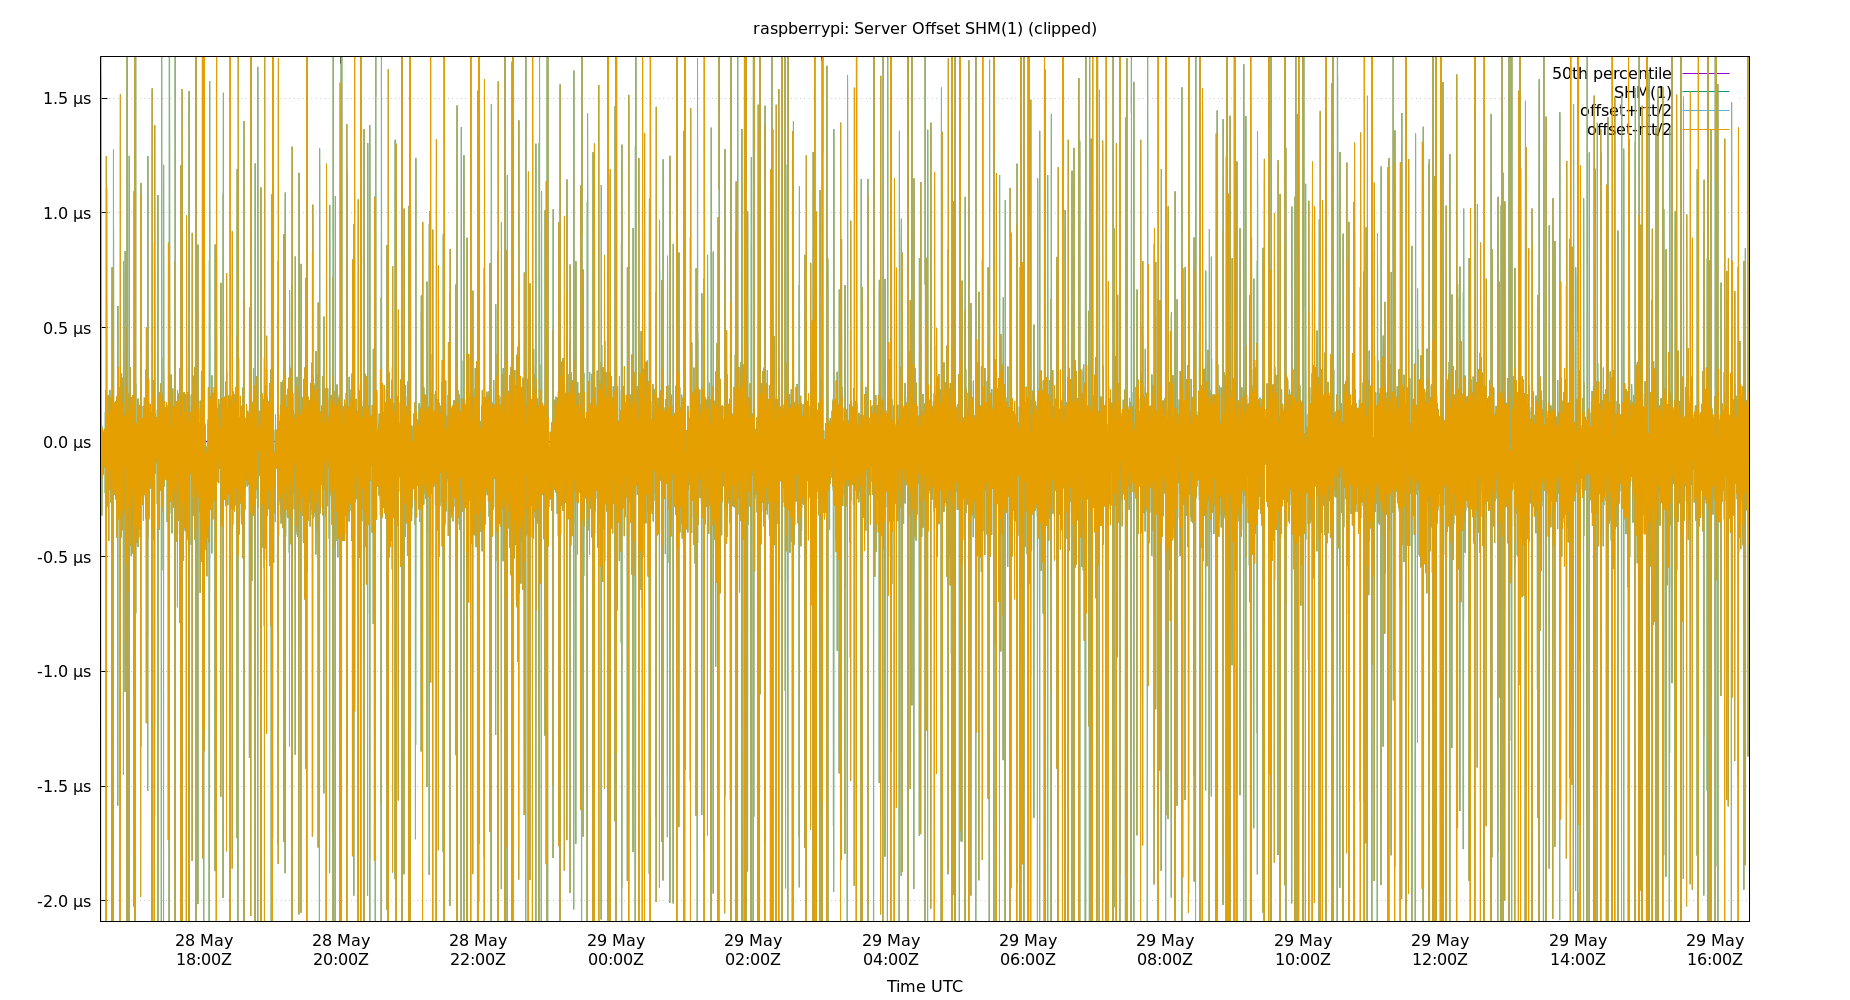 raspberrypi: Server Offset SHM(1) (clipped)
50th percentile
SHM(1)
offset+rtt/2
offset-rtt/2
1.5 µs
1.0 µs
0.5 µs
0.0 µs
-0.5 µs
-1.0 µs
-1.5 µs
-2.0 µs
28 May 28 May 28 May 29 May 29 May 29 May 29 May 29 May 29 May 29 May 29 May 29 May
18:00Z 20:00Z 22:00Z 00:00Z 02:00Z 04:00Z 06:00Z 08:00Z 10:00Z 12:00Z 14:00Z 16:00Z
Time UTC